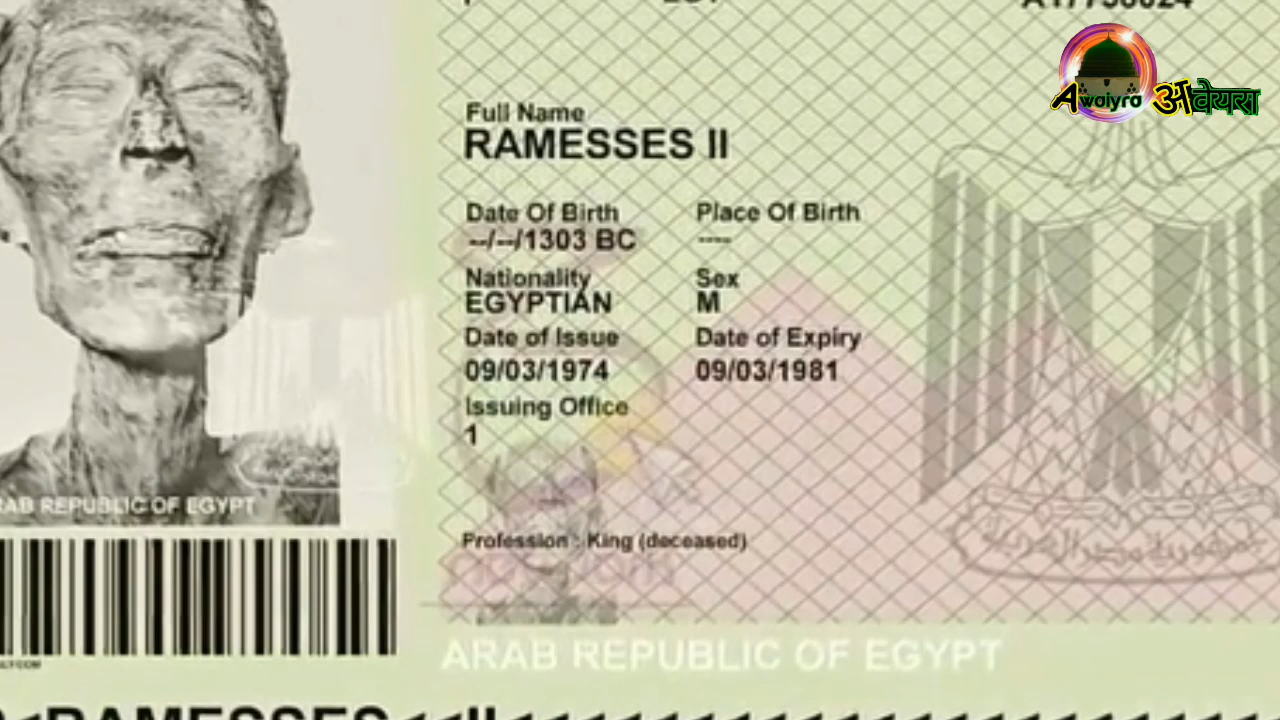 Awaiyra अवेयरा
Full Name
RAMESSES II
Date Of Birth Place Of Birth
--/--/1303 BC ----
Nationality Sex
EGYPTIAN M
Date of Issue Date of Expiry
09/03/1974 09/03/1981
Issuing Office
1
ARAB REPUBLIC OF EGYPT
Profession : King (deceased)
ARAB REPUBLIC OF EGYPT
<RAMESSES<<II<<<<<<<<<<<<<<